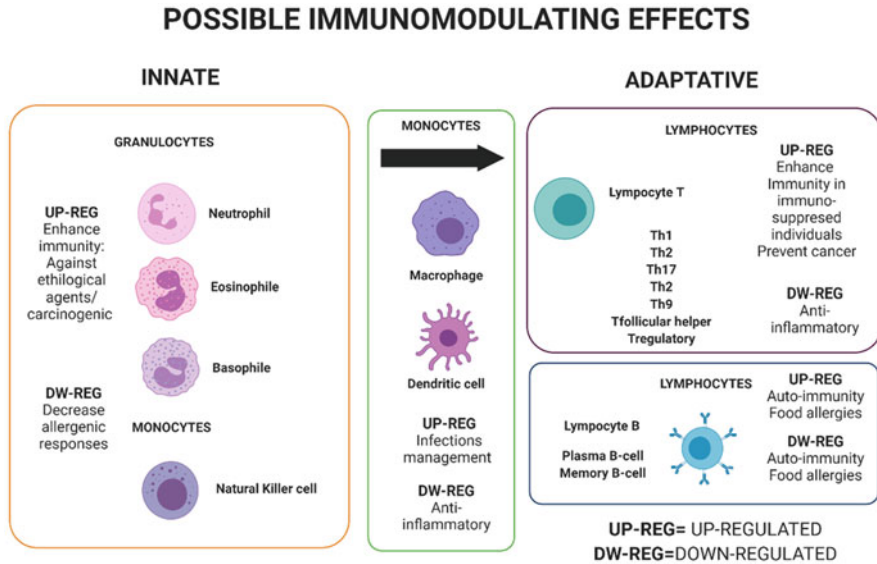 POSSIBLE IMMUNOMODULATING EFFECTS
INNATE
GRANULOCYTES
UP-REG
Enhance
immunity:
Against
ethilogical
agents/
carcinogenic
DW-REG
Decrease
allergenic
responses
Neutrophil
Eosinophile
Basophile
MONOCYTES
Natural Killer cell
MONOCYTES
Macrophage
Dendritic cell
UP-REG
Infections
management
DW-REG
Anti-
inflammatory
ADAPTATIVE
LYMPHOCYTES
Lympocyte T
Th1
Th2
Th17
Th2
Th9
Tfollicular helper
Tregulatory
UP-REG
Enhance
Immunity in
immuno-
suppresed
individuals
Prevent cancer
DW-REG
Anti-
inflammatory
LYMPHOCYTES
Lympocyte B
Plasma B-cell
Memory B-cell
UP-REG
Auto-immunity
Food allergies
DW-REG
Auto-immunity
Food allergies
UP-REG= UP-REGULATED
DW-REG=DOWN-REGULATED